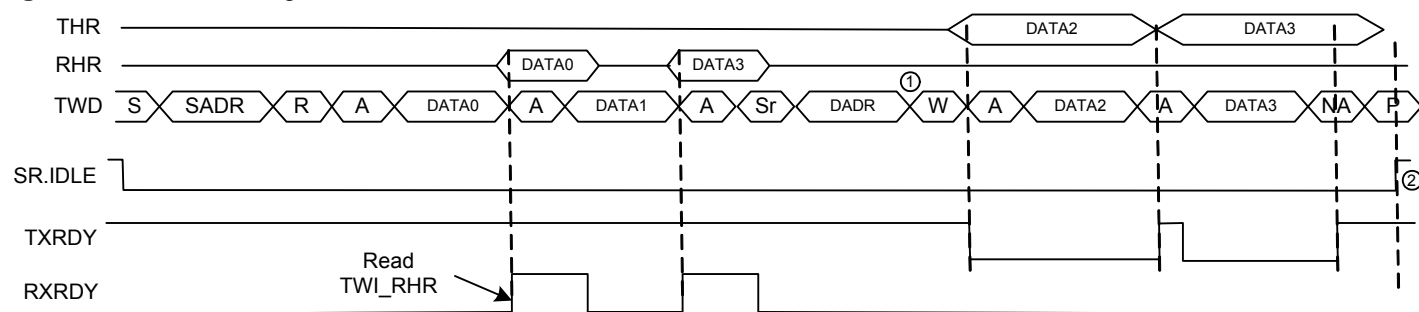 THR DATA2 DATA3
RHR DATA0 DATA3
①
TWD S SADR R A DATA0 A DATA1 A Sr DADR W A DATA2 A DATA3 NA P
SR.IDLE ②
TXRDY
Read
TWI_RHR
RXRDY